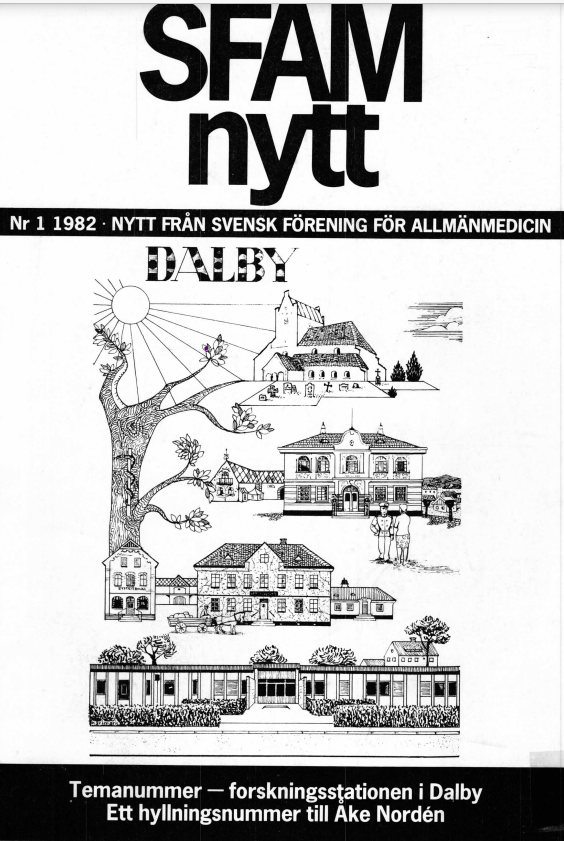 SFAM
nytt
Nr 1 1982 · NYTT FRÅN SVENSK FÖRENING FÖR ALLMÄNMEDICIN
DALBY
Temanummer — forskningsstationen i Dalby
Ett hyllningsnummer till Åke Nordén